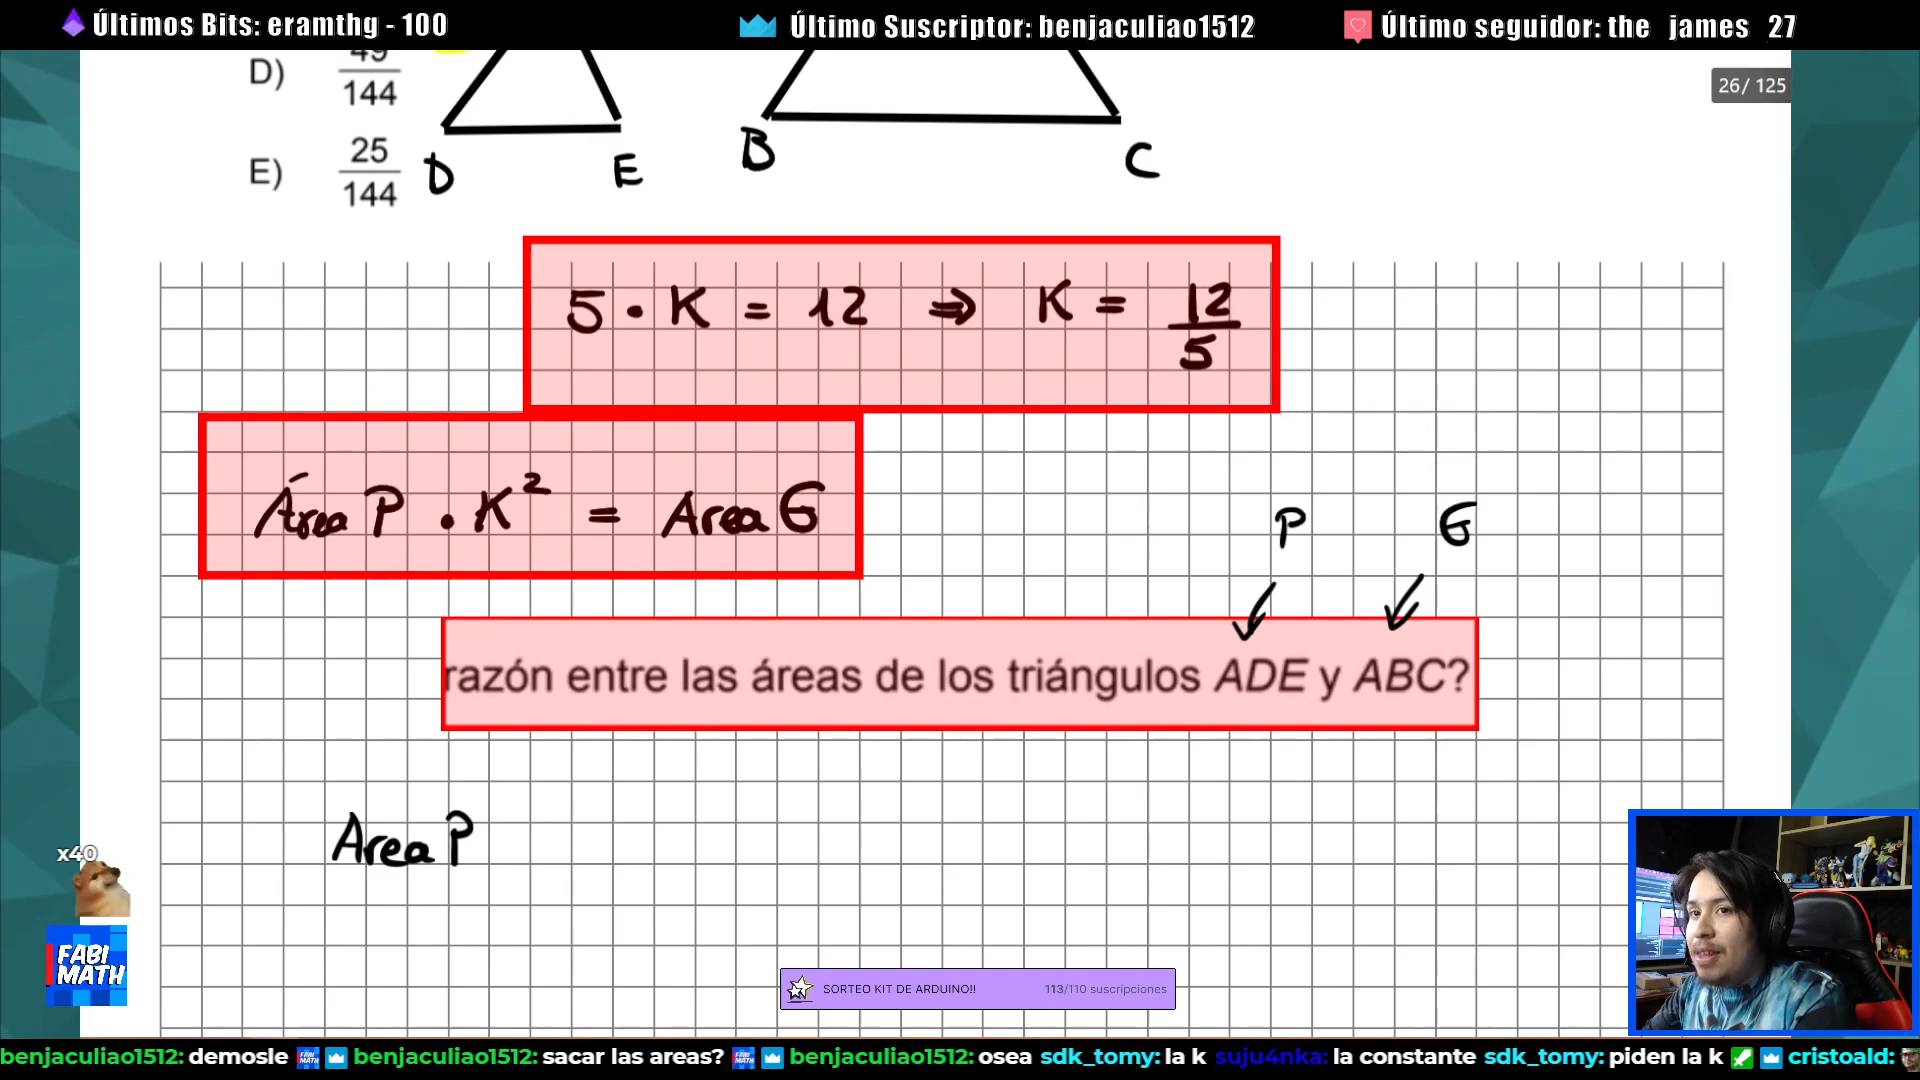 Últimos Bits: eramthg - 100
Último Suscriptor: benjaculiao1512
Último seguidor: the_james_27
D) 49/144
26/ 125
E) 25/144
D
E
B
C
5 · K = 12 ⇒ K = 12/5
Área P · K² = Area G
P
G
razón entre las áreas de los triángulos ADE y ABC?
Area P
x40
FABI
MATH
SORTEO KIT DE ARDUINO!! 113/110 suscripciones
benjaculiao1512: demosle benjaculiao1512: sacar las areas? benjaculiao1512: osea sdk_tomy: la k suju4nka: la constante sdk_tomy: piden la k cristoald: